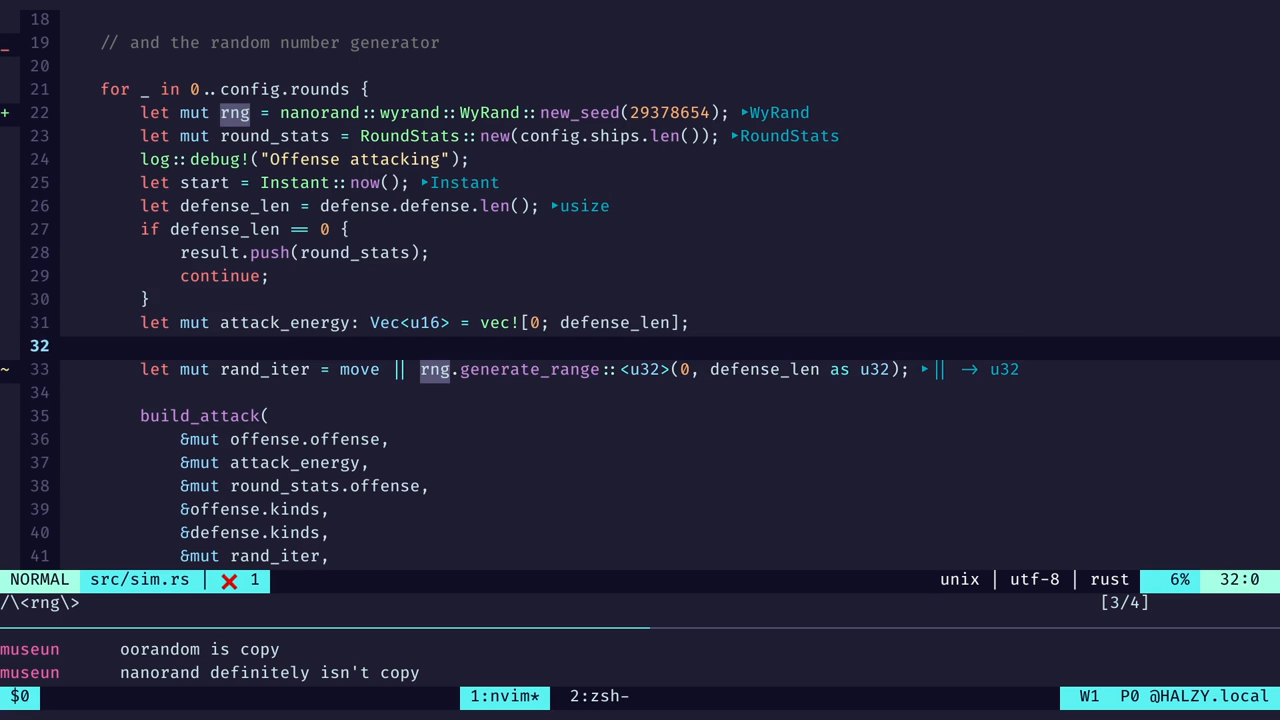 18
19 // and the random number generator
20
21 for _ in 0..config.rounds {
+ 22 let mut rng = nanorand::wyrand::WyRand::new_seed(29378654); ‣WyRand
23 let mut round_stats = RoundStats::new(config.ships.len()); ‣RoundStats
24 log::debug!("Offense attacking");
25 let start = Instant::now(); ‣Instant
26 let defense_len = defense.defense.len(); ‣usize
27 if defense_len == 0 {
28 result.push(round_stats);
29 continue;
30 }
31 let mut attack_energy: Vec<u16> = vec![0; defense_len];
32
~ 33 let mut rand_iter = move || rng.generate_range::<u32>(0, defense_len as u32); ‣|| → u32
34
35 build_attack(
36 &mut offense.offense,
37 &mut attack_energy,
38 &mut round_stats.offense,
39 &offense.kinds,
40 &defense.kinds,
41 &mut rand_iter,
NORMAL src/sim.rs | ❌ 1 unix | utf-8 | rust 6% 32:0
/\<rng\> [3/4]
museun oorandom is copy
museun nanorand definitely isn't copy
$0 1:nvim* 2:zsh- W1 P0 @HALZY.local